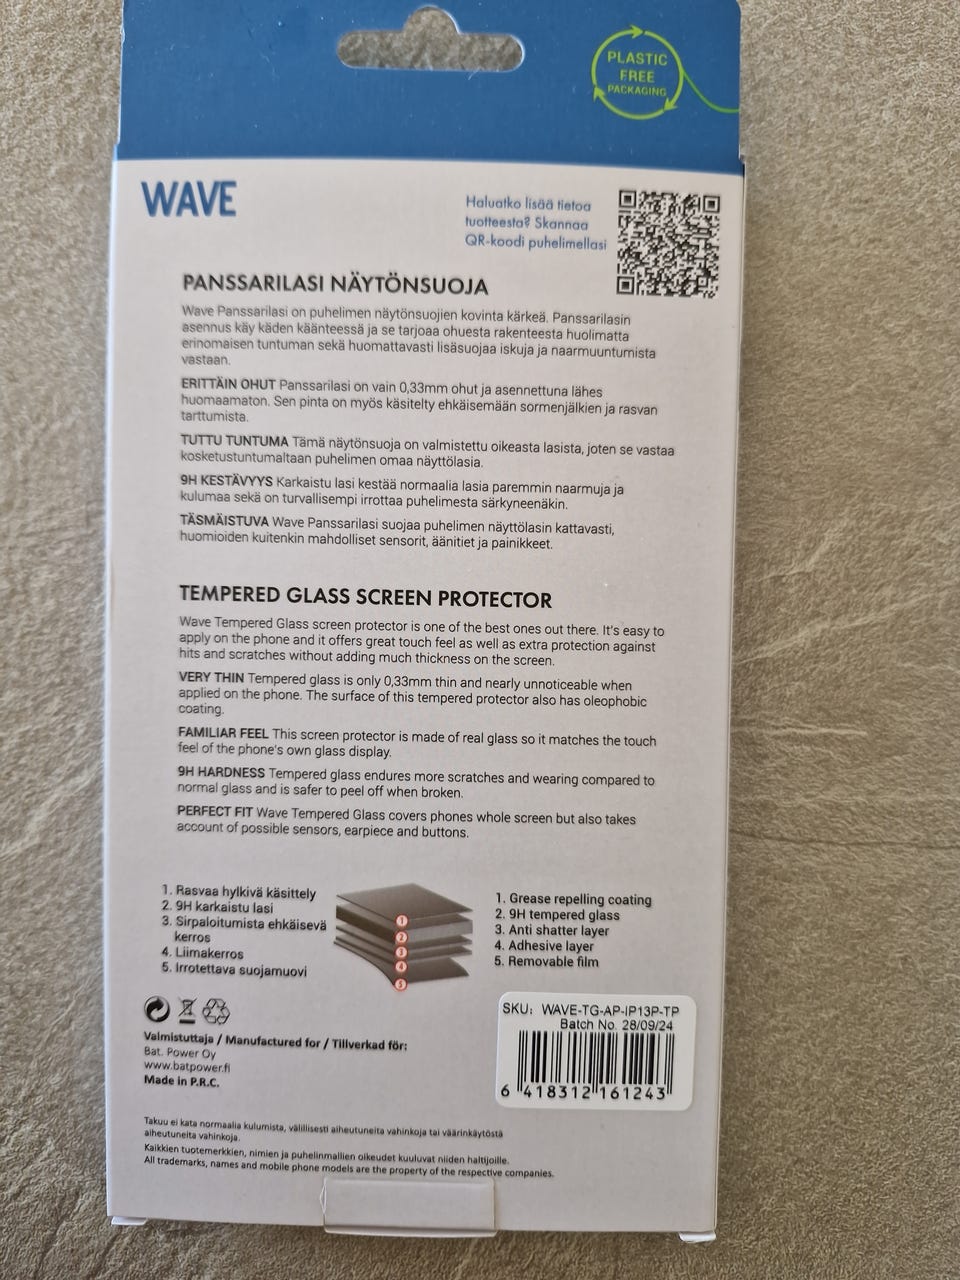 PLASTIC
FREE
PACKAGING
WAVE
Haluatko lisää tietoa
tuotteesta? Skannaa
QR-koodi puhelimellasi
PANSSARILASI NÄYTÖNSUOJA
Wave Panssarilasi on puhelimen näytönsuojien kovinta kärkeä. Panssarilasin
asennus käy käden käänteessä ja se tarjoaa ohuesta rakenteesta huolimatta
erinomaisen tuntuman sekä huomattavasti lisäsuojaa iskuja ja naarmuuntumista
vastaan.
ERITTÄIN OHUT Panssarilasi on vain 0,33mm ohut ja asennettuna lähes
huomaamaton. Sen pinta on myös käsitelty ehkäisemään sormenjälkien ja rasvan
tarttumista.
TUTTU TUNTUMA Tämä näytönsuoja on valmistettu oikeasta lasista, joten se vastaa
kosketustuntumaltaan puhelimen omaa näyttölasia.
9H KESTÄVYYS Karkaistu lasi kestää normaalia lasia paremmin naarmuja ja
kulumaa sekä on turvallisempi irrottaa puhelimesta särkyneenäkin.
TÄSMÄISTUVA Wave Panssarilasi suojaa puhelimen näyttölasin kattavasti,
huomioiden kuitenkin mahdolliset sensorit, äänitiet ja painikkeet.
TEMPERED GLASS SCREEN PROTECTOR
Wave Tempered Glass screen protector is one of the best ones out there. It's easy to
apply on the phone and it offers great touch feel as well as extra protection against
hits and scratches without adding much thickness on the screen.
VERY THIN Tempered glass is only 0,33mm thin and nearly unnoticeable when
applied on the phone. The surface of this tempered protector also has oleophobic
coating.
FAMILIAR FEEL This screen protector is made of real glass so it matches the touch
feel of the phone's own glass display.
9H HARDNESS Tempered glass endures more scratches and wearing compared to
normal glass and is safer to peel off when broken.
PERFECT FIT Wave Tempered Glass covers phones whole screen but also takes
account of possible sensors, earpiece and buttons.
1. Rasvaa hylkivä käsittely
2. 9H karkaistu lasi
3. Sirpaloitumista ehkäisevä
kerros
4. Liimakerros
5. Irrotettava suojamuovi
1
2
3
4
5
1. Grease repelling coating
2. 9H tempered glass
3. Anti shatter layer
4. Adhesive layer
5. Removable film
SKU: WAVE-TG-AP-IP13P-TP
Batch No. 28/09/24
6 418312 161243
Valmistuttaja / Manufactured for / Tillverkad för:
Bat. Power Oy
www.batpower.fi
Made in P.R.C.
Takuu ei kata normaalia kulumista, välillisesti aiheutuneita vahinkoja tai väärinkäytöstä
aiheutuneita vahinkoja.
Kaikkien tuotemerkkien, nimien ja puhelinmallien oikeudet kuuluvat niiden haltijoille.
All trademarks, names and mobile phone models are the property of the respective companies.